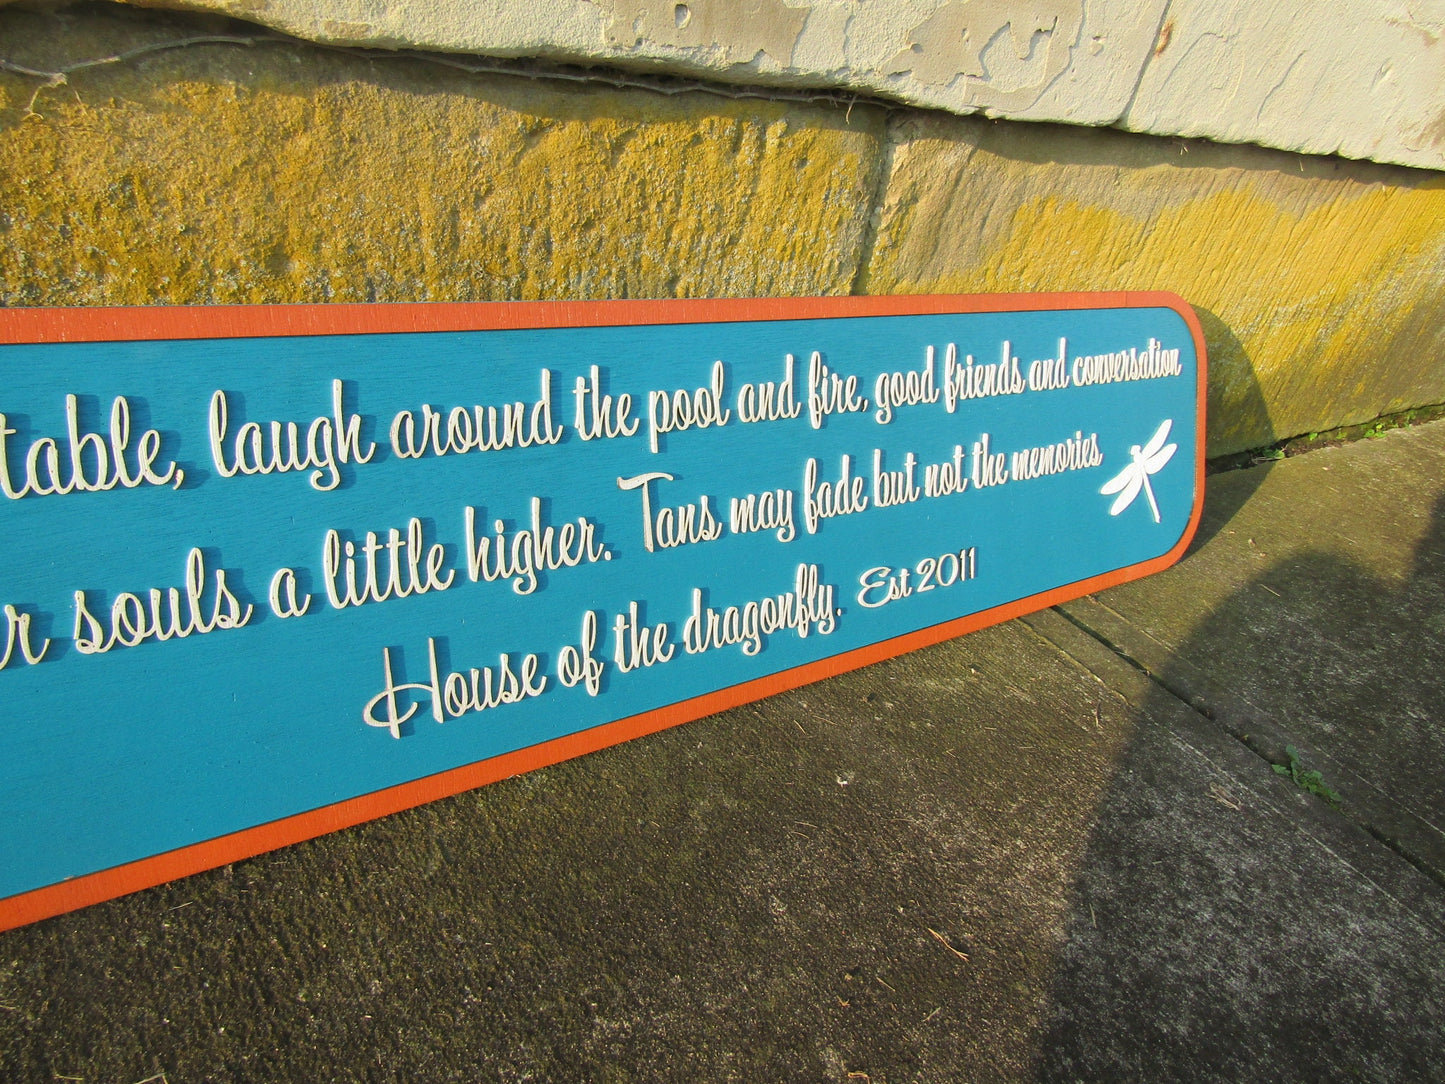 table, laugh around the pool and fire, good friends and conversation
r souls a little higher. Tans may fade but not the memories
House of the dragonfly. Est 2011